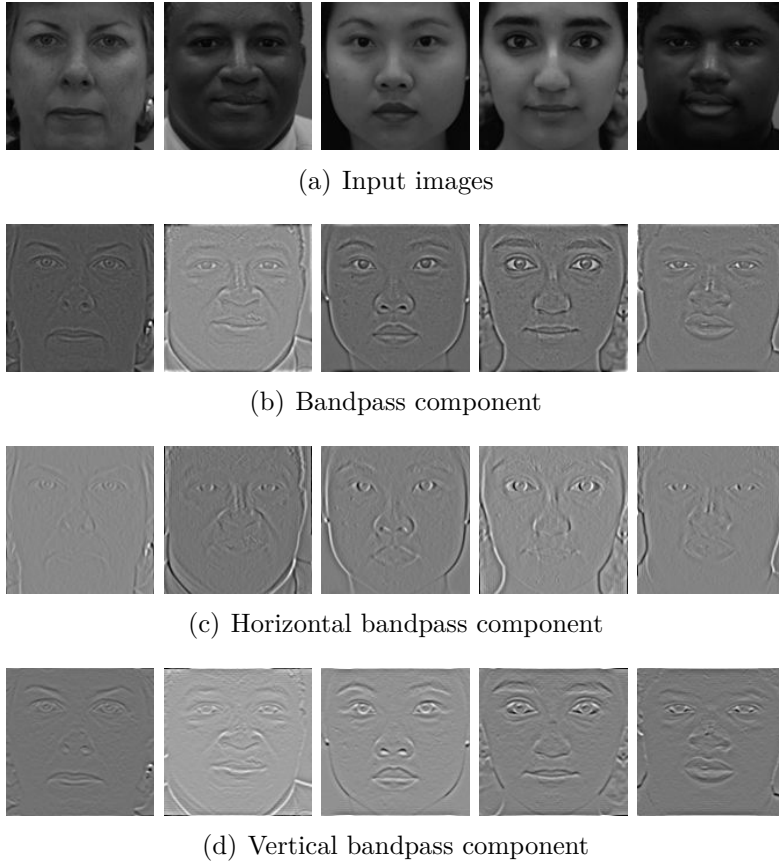 (a) Input images
(b) Bandpass component
(c) Horizontal bandpass component
(d) Vertical bandpass component